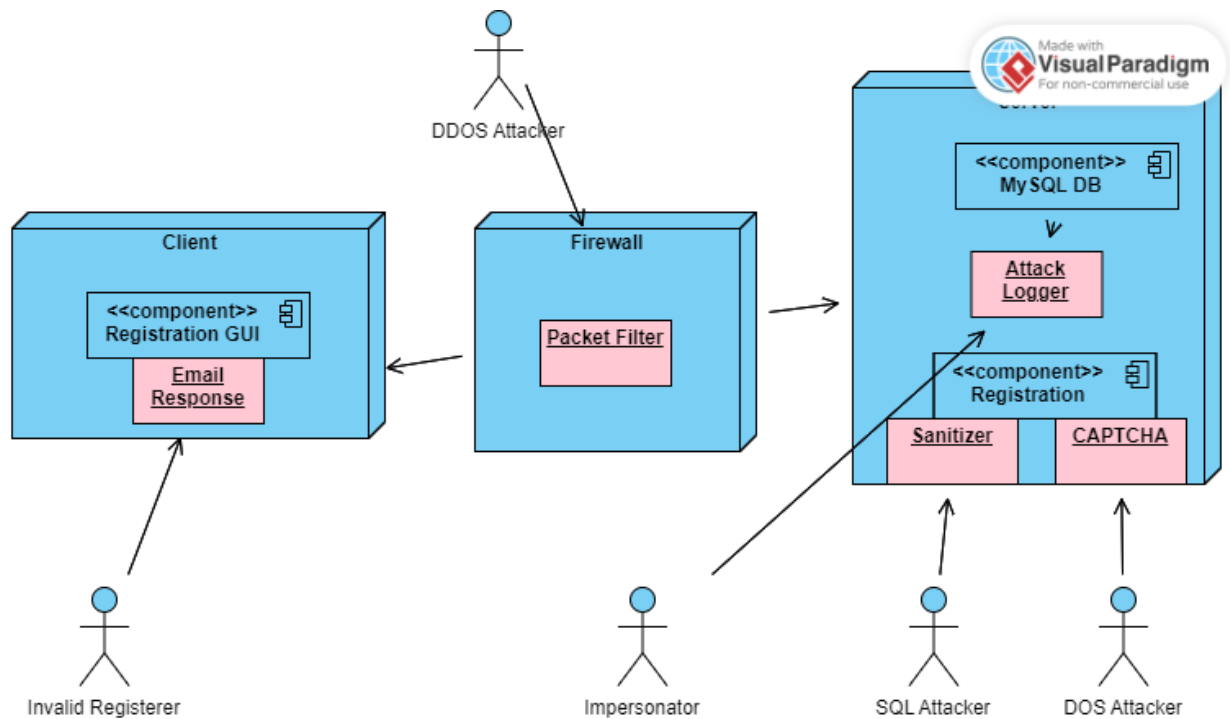 Made with
Visual Paradigm
For non-commercial use
DDOS Attacker
Client
<<component>>
Registration GUI
Email
Response
Firewall
Packet Filter
<<component>>
MySQL DB
Attack
Logger
<<component>>
Registration
Sanitizer
CAPTCHA
Invalid Registerer
Impersonator
SQL Attacker
DOS Attacker